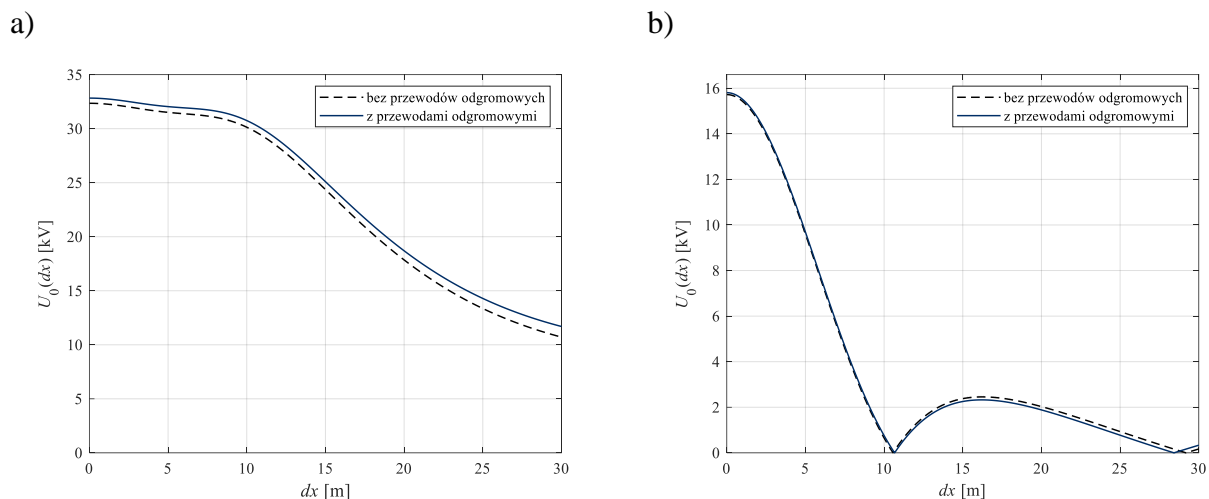 a)
35
30
25
20
15
10
5
0
U0(dx) [kV]
bez przewodów odgromowych
z przewodami odgromowymi
0 5 10 15 20 25 30
dx [m]
b)
16
14
12
10
8
6
4
2
0
U0(dx) [kV]
bez przewodów odgromowych
z przewodami odgromowymi
0 5 10 15 20 25 30
dx [m]